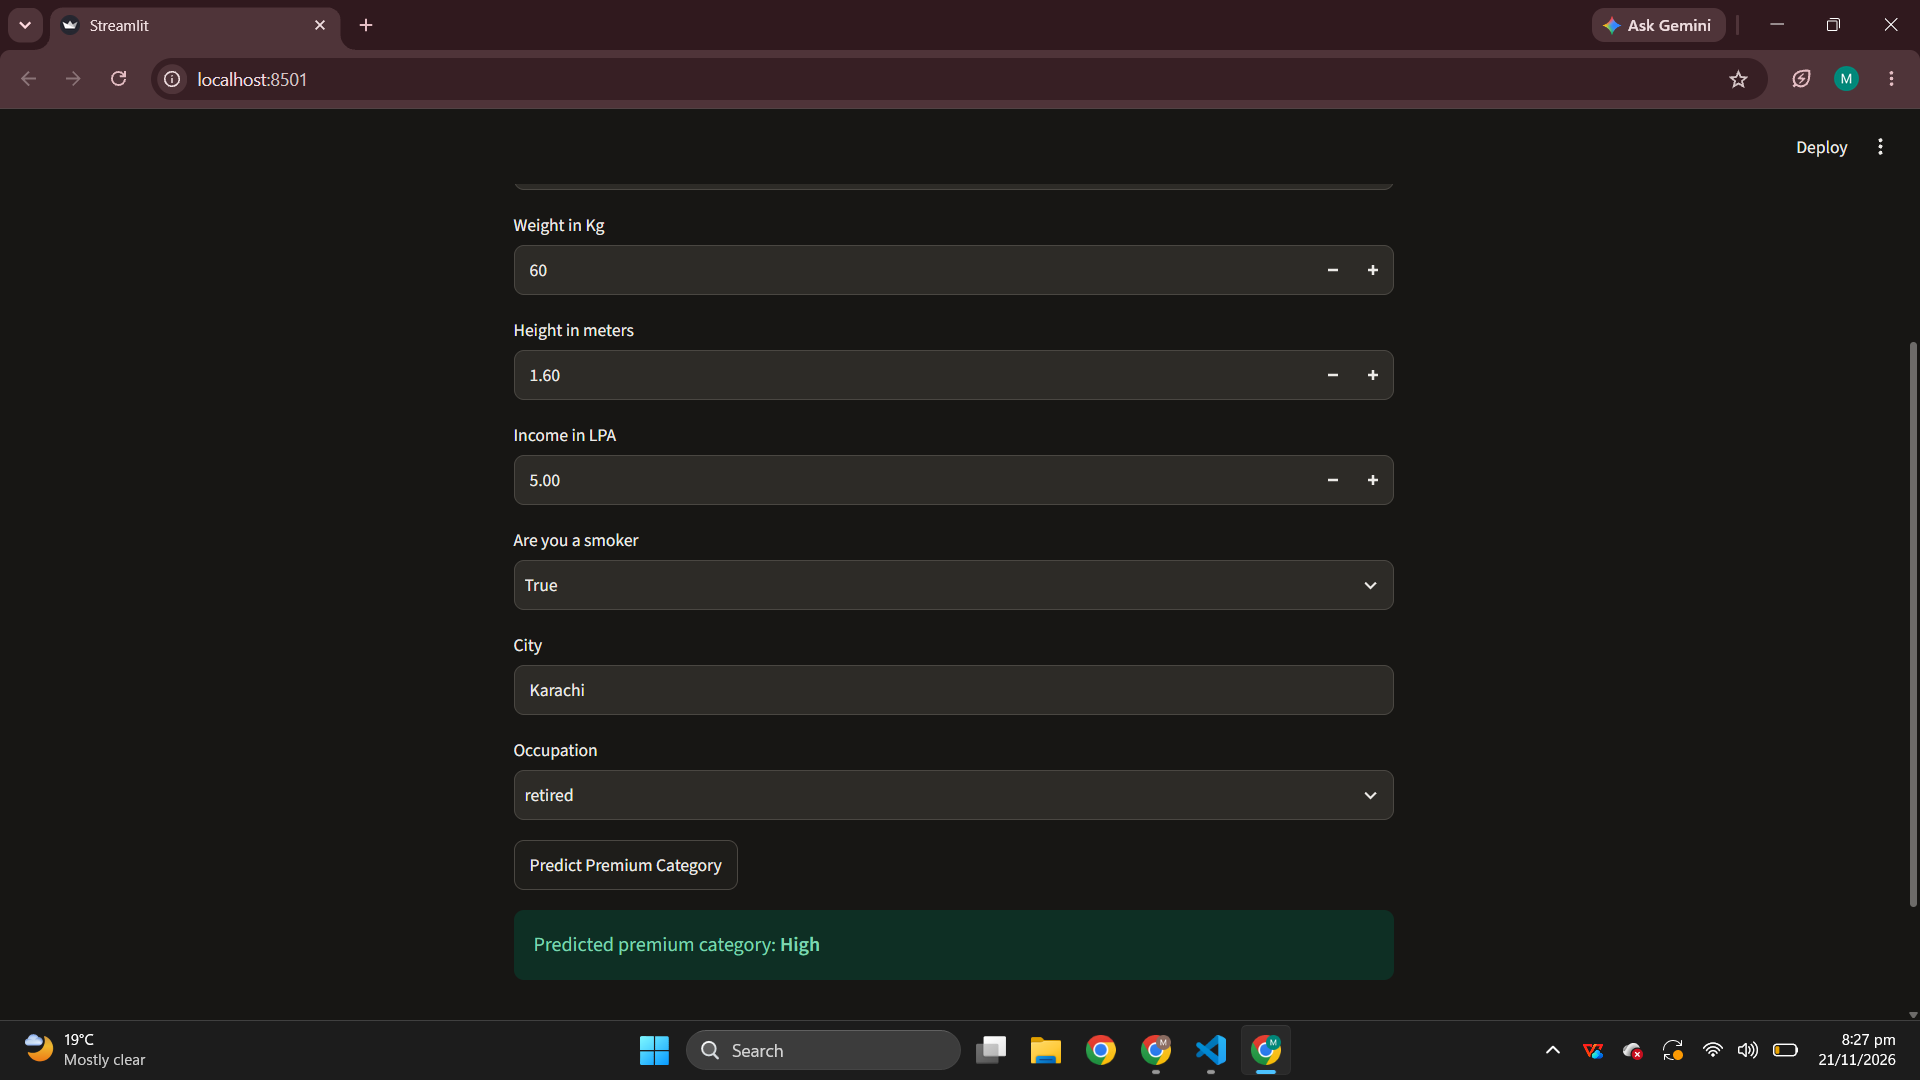 Streamlit
Ask Gemini
localhost:8501
M
Deploy
Weight in Kg
60
Height in meters
1.60
Income in LPA
5.00
Are you a smoker
True
City
Karachi
Occupation
retired
Predict Premium Category
Predicted premium category: High
19°C
Mostly clear
Search
M
M
8:27 pm
21/11/2026